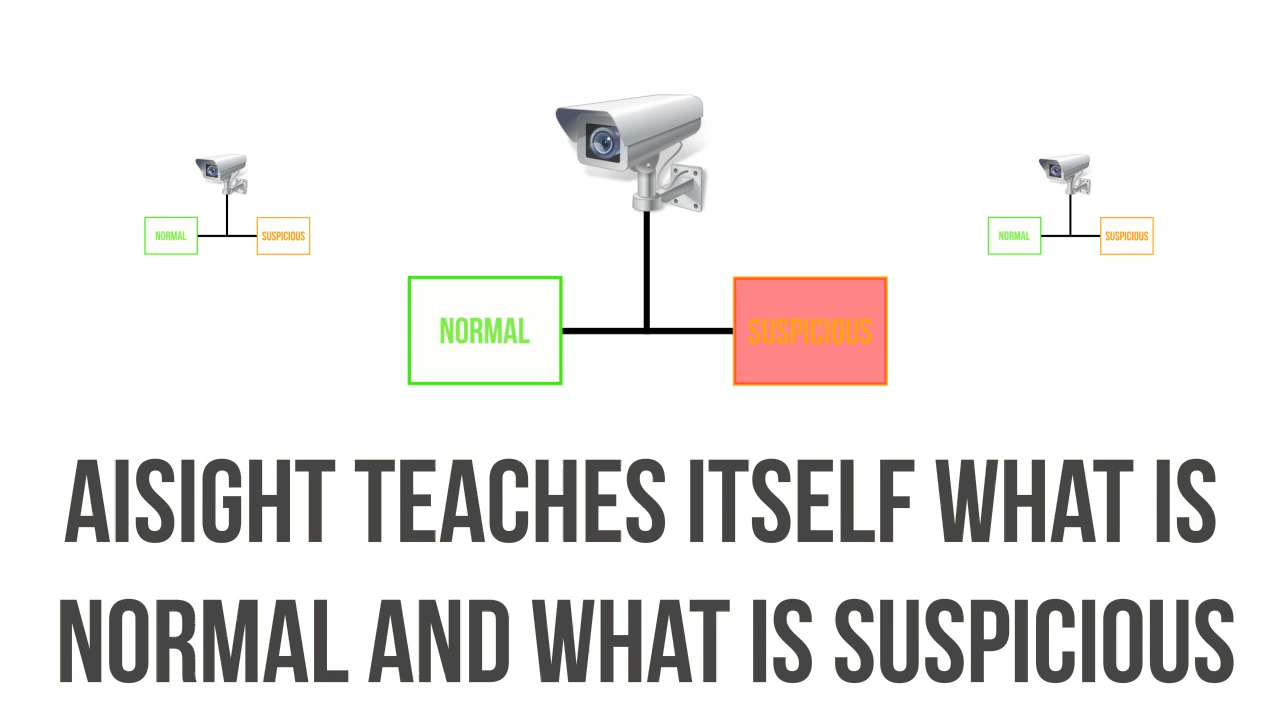 NORMAL SUSPICIOUS
NORMAL SUSPICIOUS
NORMAL SUSPICIOUS
AISIGHT TEACHES ITSELF WHAT IS
NORMAL AND WHAT IS SUSPICIOUS